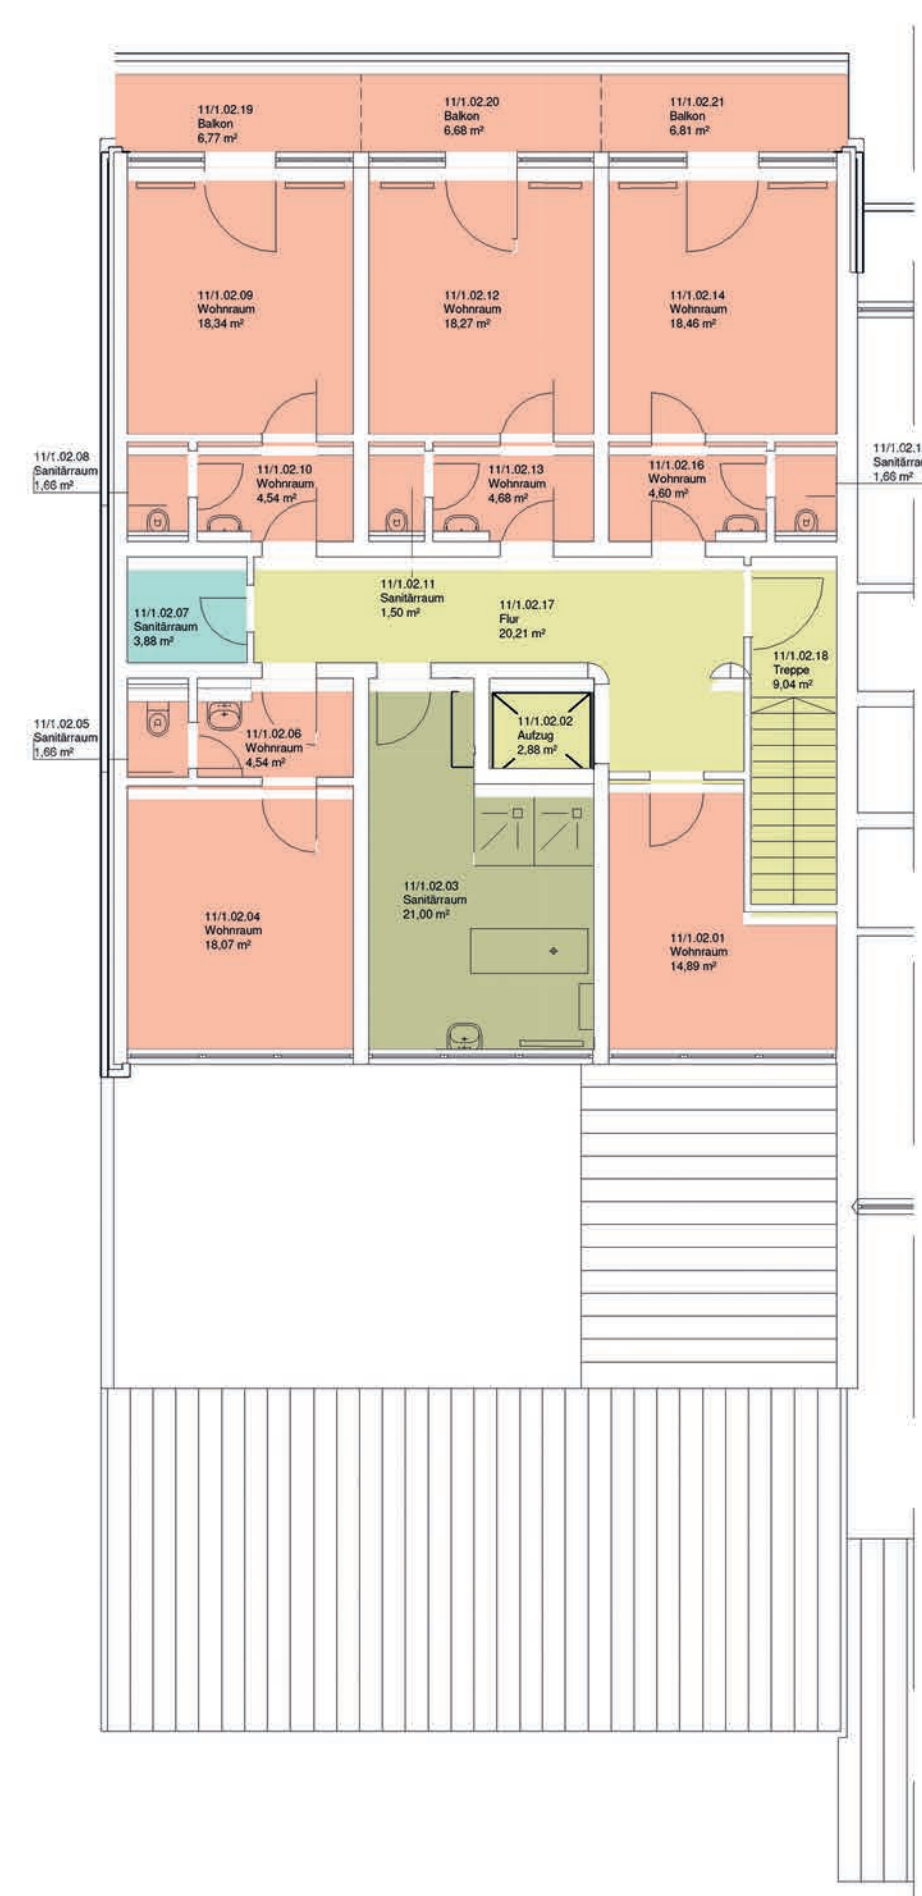 11/1.02.19
Balkon
6,77 m²
11/1.02.20
Balkon
6,68 m²
11/1.02.21
Balkon
6,81 m²
11/1.02.09
Wohnraum
18,34 m²
11/1.02.12
Wohnraum
18,27 m²
11/1.02.14
Wohnraum
18,46 m²
11/1.02.08
Sanitärraum
1,66 m²
11/1.02.10
Wohnraum
4,54 m²
11/1.02.13
Wohnraum
4,68 m²
11/1.02.16
Wohnraum
4,60 m²
11/1.02.1
Sanitärra
1,66 m²
11/1.02.07
Sanitärraum
3,88 m²
11/1.02.11
Sanitärraum
1,50 m²
11/1.02.17
Flur
20,21 m²
11/1.02.18
Treppe
9,04 m²
11/1.02.05
Sanitärraum
1,66 m²
11/1.02.06
Wohnraum
4,54 m²
11/1.02.02
Aufzug
2,88 m²
11/1.02.04
Wohnraum
18,07 m²
11/1.02.03
Sanitärraum
21,00 m²
11/1.02.01
Wohnraum
14,89 m²